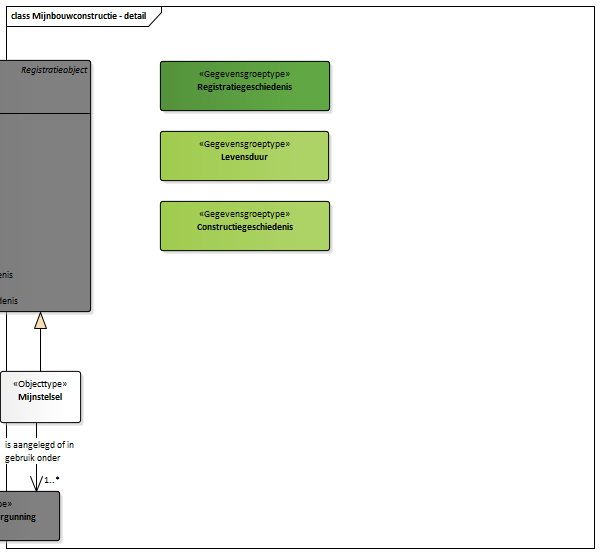 class Mijnbouwconstructie - detail
Registratieobject
«Gegevensgroeptype»
Registratiegeschiedenis
«Gegevensgroeptype»
Levensduur
«Gegevensgroeptype»
Constructiegeschiedenis
enis
denis
«Objecttype»
Mijnstelsel
is aangelegd of in
gebruik onder
1..*
pe»
rgunning